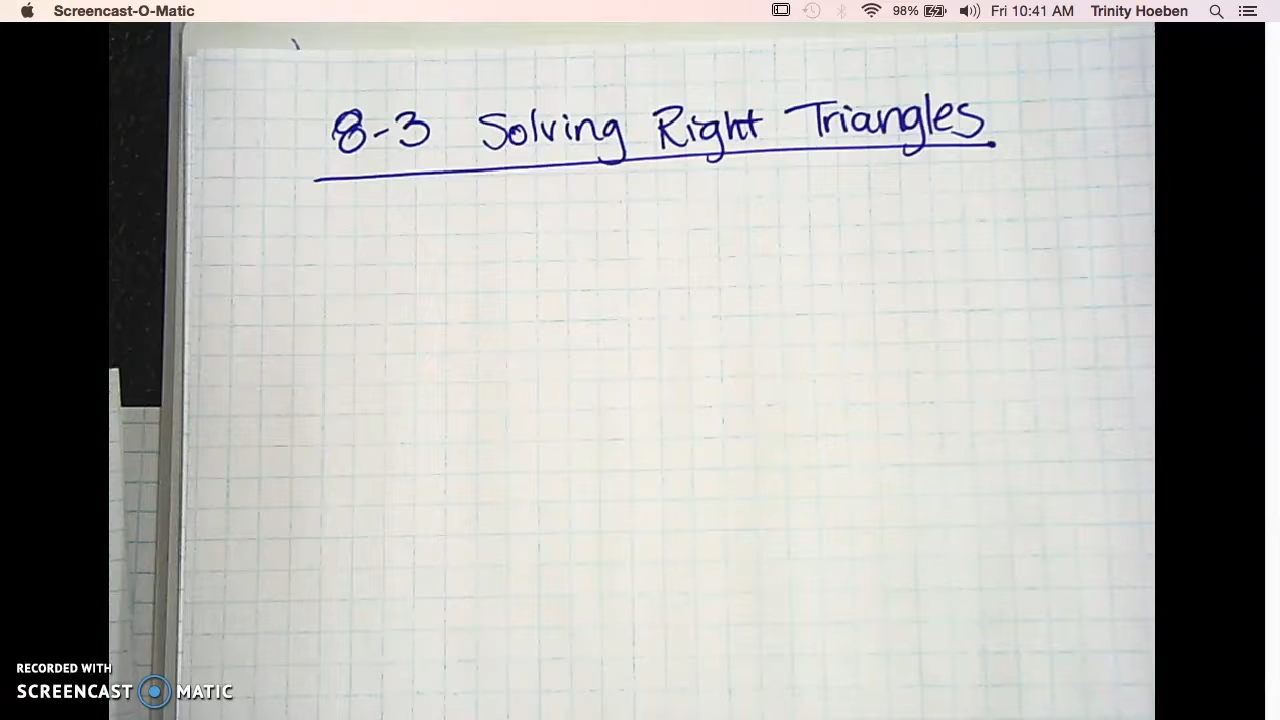 Screencast-O-Matic 98% Fri 10:41 AM Trinity Hoeben
8-3 Solving Right Triangles
RECORDED WITH
SCREENCAST MATIC